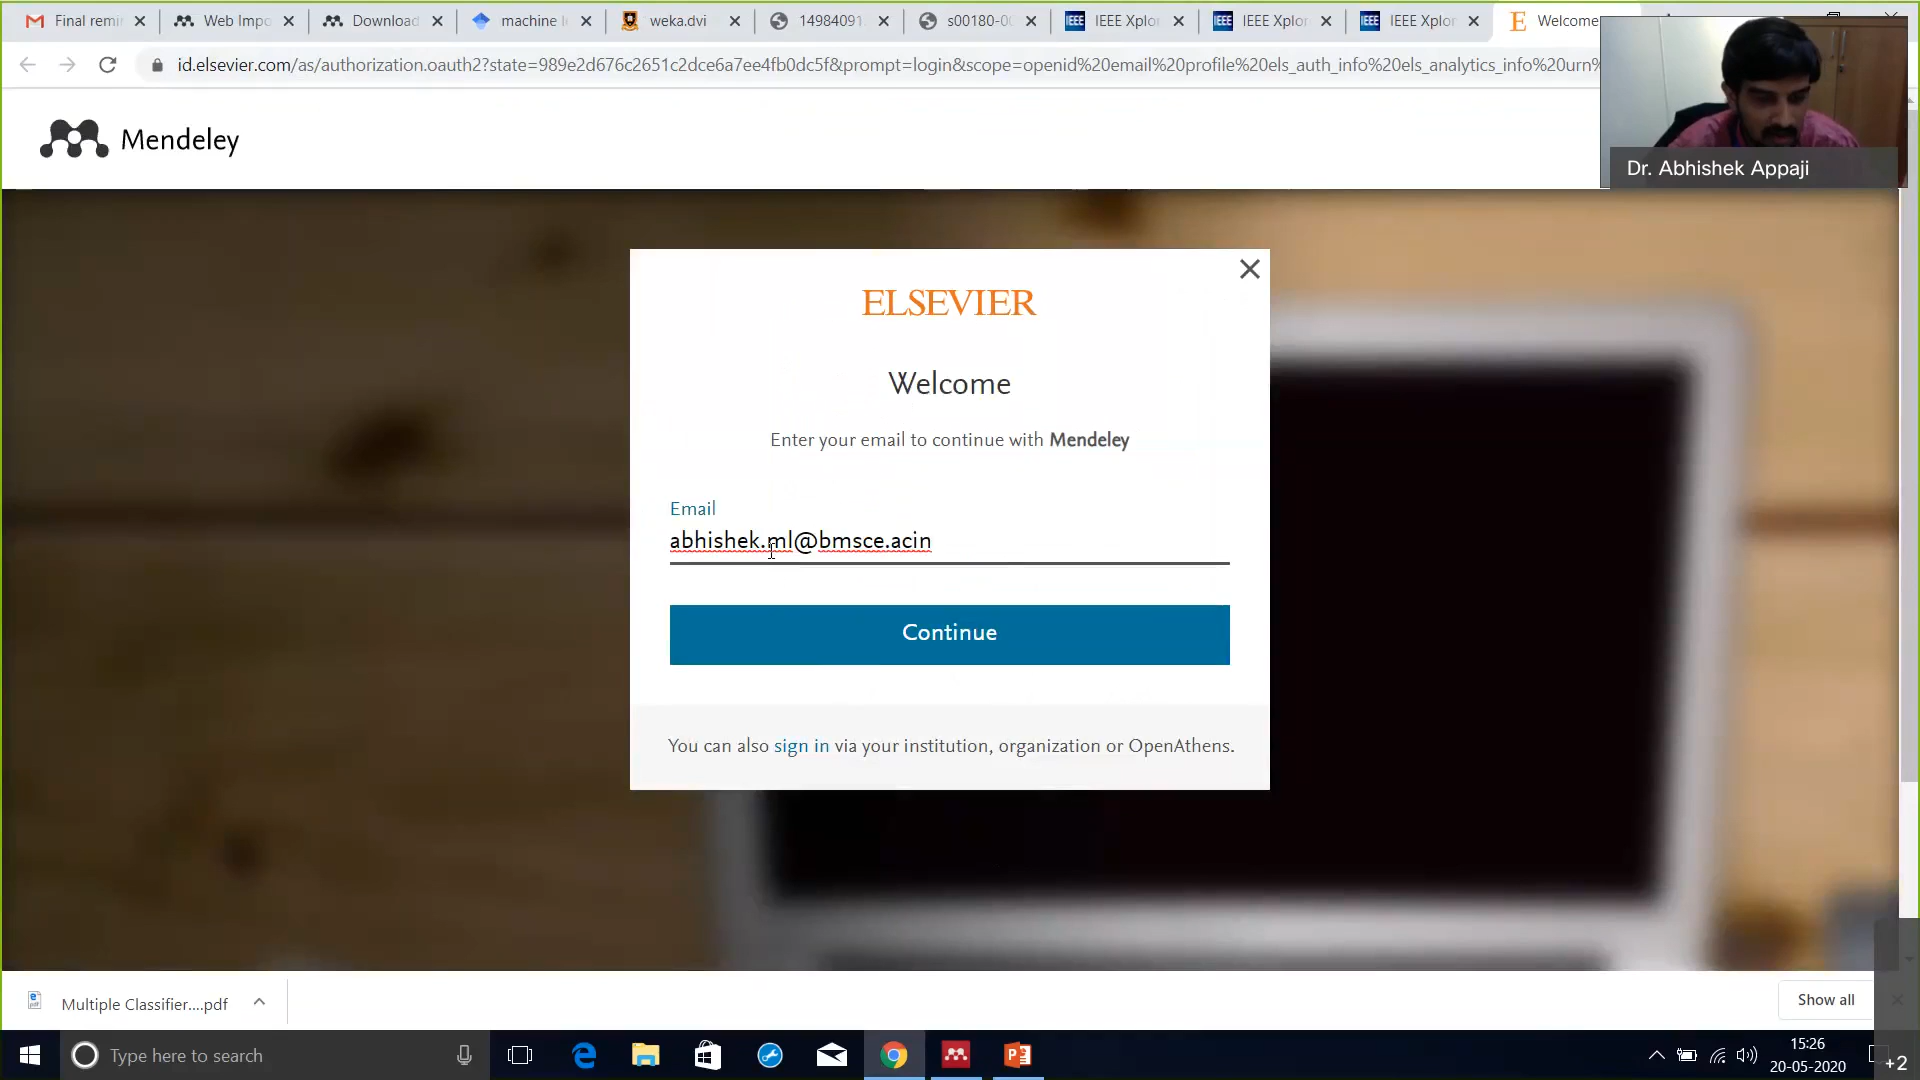 Final remi
Web Impo
Download
machine l
weka.dvi
14984091
s00180-0
IEEE Xplor
IEEE Xplor
IEEE Xplor
Welcome
id.elsevier.com/as/authorization.oauth2?state=989e2d676c2651c2dce6a7ee4fb0dc5f&prompt=login&scope=openid%20email%20profile%20els_auth_info%20els_analytics_info%20urn%
Mendeley
Dr. Abhishek Appaji
ELSEVIER
Welcome
Enter your email to continue with Mendeley
Email
abhishek.ml@bmsce.acin
Continue
You can also sign in via your institution, organization or OpenAthens.
Multiple Classifier....pdf
Show all
Type here to search
15:26
20-05-2020
+2